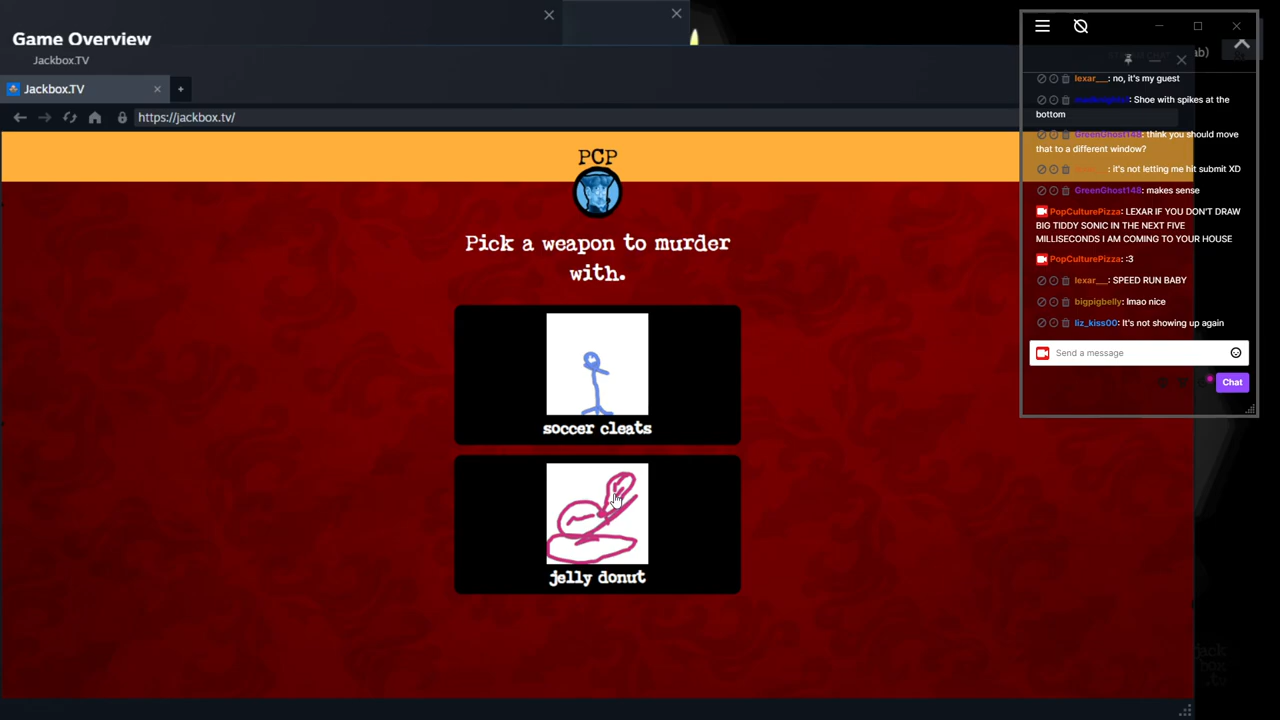 Game Overview
Jackbox.TV
Jackbox.TV
https://jackbox.tv/
PCP
Pick a weapon to murder
with.
soccer cleats
jelly donut
lexar___: no, it's my guest
: Shoe with spikes at the
bottom
GreenGhost148: think you should move
that to a different window?
: it's not letting me hit submit XD
GreenGhost148: makes sense
PopCulturePizza: LEXAR IF YOU DON'T DRAW
BIG TIDDY SONIC IN THE NEXT FIVE
MILLISECONDS I AM COMING TO YOUR HOUSE
PopCulturePizza: :3
lexar___: SPEED RUN BABY
bigpigbelly: lmao nice
liz_kiss00: It's not showing up again
Send a message
Chat
jack
box
.tv